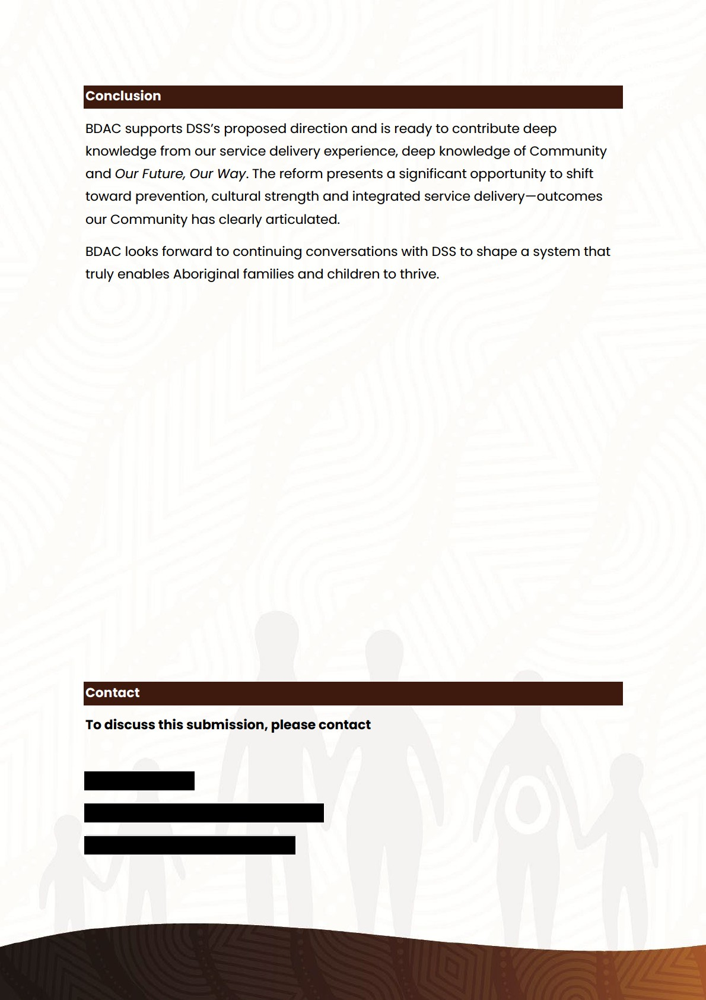 Conclusion
BDAC supports DSS’s proposed direction and is ready to contribute deep
knowledge from our service delivery experience, deep knowledge of Community
and Our Future, Our Way. The reform presents a significant opportunity to shift
toward prevention, cultural strength and integrated service delivery—outcomes
our Community has clearly articulated.
BDAC looks forward to continuing conversations with DSS to shape a system that
truly enables Aboriginal families and children to thrive.
Contact
To discuss this submission, please contact